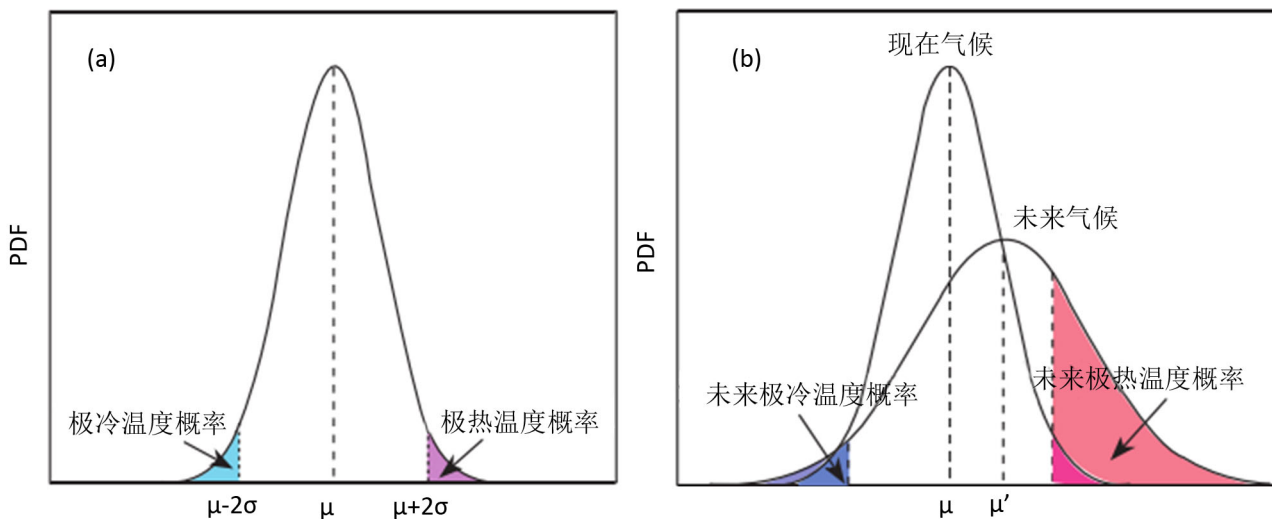 (a)
PDF
极冷温度概率
极热温度概率
μ-2σ
μ
μ+2σ
(b)
PDF
现在气候
未来气候
未来极冷温度概率
未来极热温度概率
μ
μ’